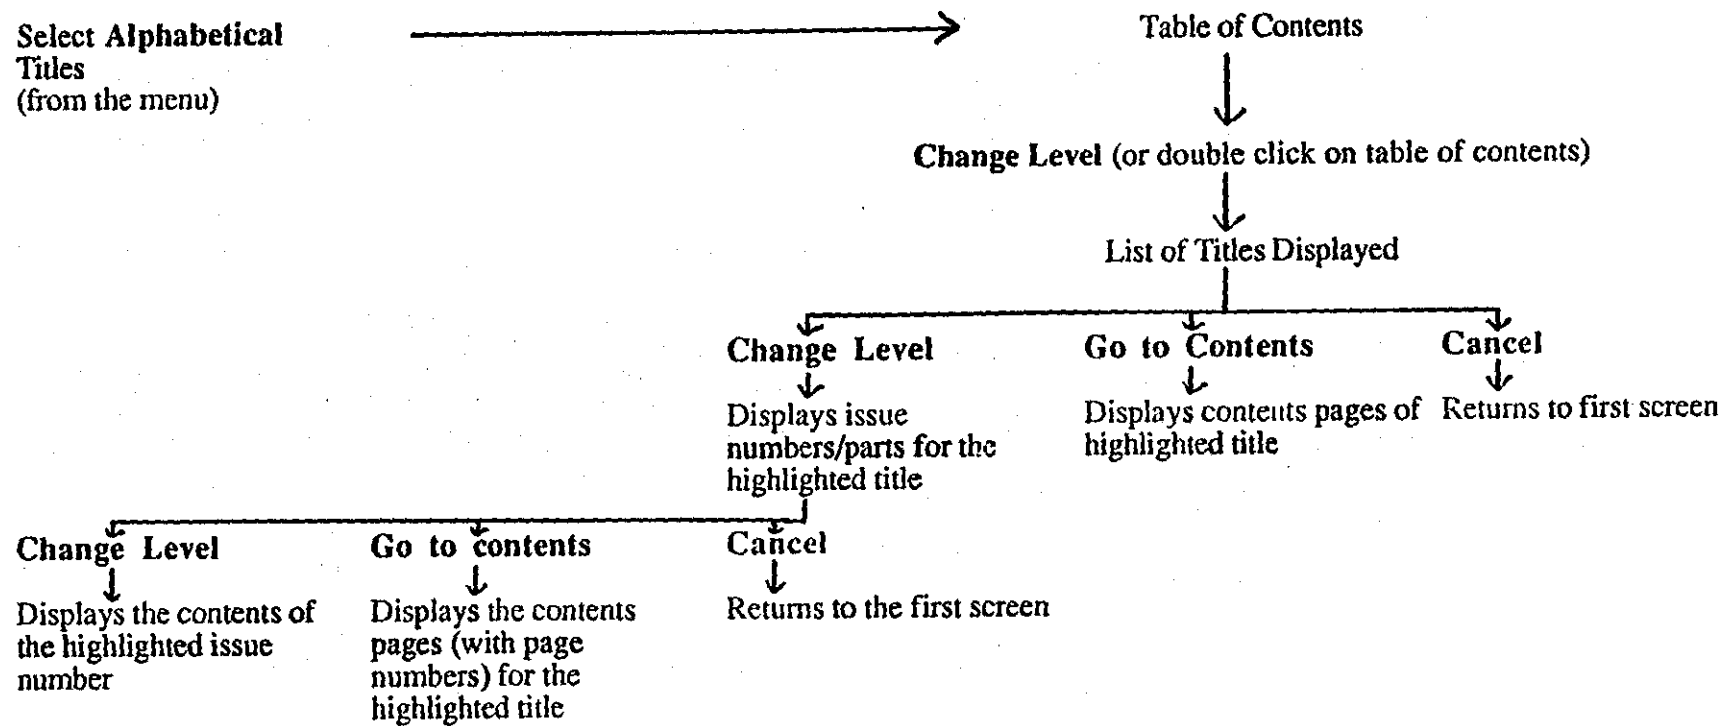 Select Alphabetical
Titles
(from the menu)
Table of Contents
Change Level (or double click on table of contents)
List of Titles Displayed
Change Level
Go to Contents
Cancel
Displays issue
numbers/parts for the
highlighted title
Displays contents pages of
highlighted title
Returns to first screen
Change Level
Go to contents
Cancel
Displays the contents of
the highlighted issue
number
Displays the contents
pages (with page
numbers) for the
highlighted title
Returns to the first screen